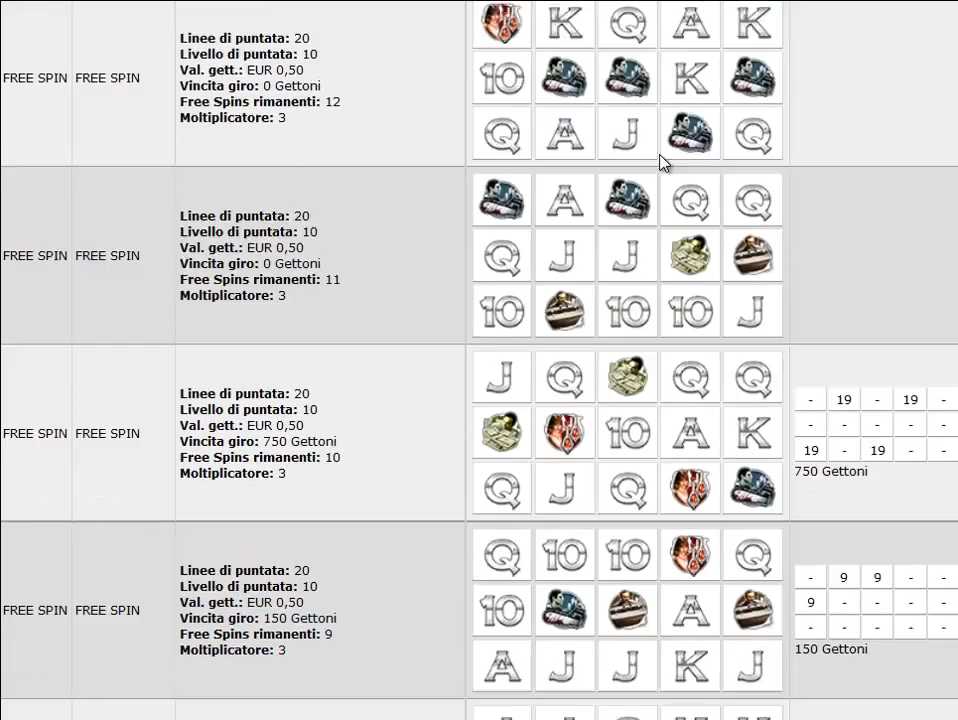 FREE SPIN FREE SPIN
Linee di puntata: 20
Livello di puntata: 10
Val. gett.: EUR 0,50
Vincita giro: 0 Gettoni
Free Spins rimanenti: 12
Moltiplicatore: 3
K Q A K
10 K
Q A J Q
FREE SPIN FREE SPIN
Linee di puntata: 20
Livello di puntata: 10
Val. gett.: EUR 0,50
Vincita giro: 0 Gettoni
Free Spins rimanenti: 11
Moltiplicatore: 3
A Q Q
Q J J
10 10 10 J
FREE SPIN FREE SPIN
Linee di puntata: 20
Livello di puntata: 10
Val. gett.: EUR 0,50
Vincita giro: 750 Gettoni
Free Spins rimanenti: 10
Moltiplicatore: 3
J Q Q Q
10 A K
Q J Q
- 19 - 19 -
- - - - -
19 - 19 - -
750 Gettoni
FREE SPIN FREE SPIN
Linee di puntata: 20
Livello di puntata: 10
Val. gett.: EUR 0,50
Vincita giro: 150 Gettoni
Free Spins rimanenti: 9
Moltiplicatore: 3
Q 10 10 Q
10 A
A J J K J
- 9 9 - -
9 - - - -
- - - - -
150 Gettoni